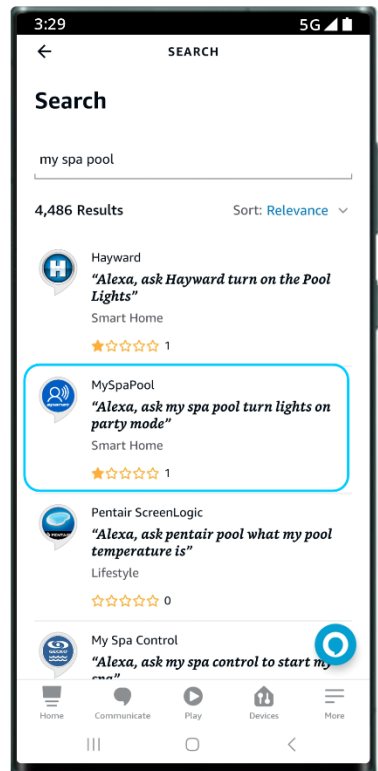 3:29 5G
SEARCH
Search
my spa pool
4,486 Results Sort: Relevance
Hayward
“Alexa, ask Hayward turn on the Pool
Lights”
Smart Home
1
MySpaPool
“Alexa, ask my spa pool turn lights on
party mode”
Smart Home
1
Pentair ScreenLogic
“Alexa, ask pentair pool what my pool
temperature is”
Lifestyle
0
My Spa Control
“Alexa, ask my spa control to start my
spa”
Home Communicate Play Devices More